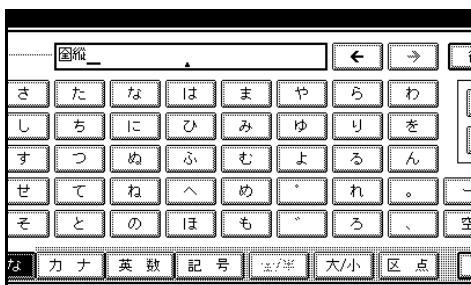 図縦
← →
さ た な は ま や ら わ
し ち に ひ み ゆ り を
す つ ぬ ふ む よ る ん
せ て ね へ め ゜ れ 。
そ と の ほ も ゛ ろ 、 空
な カ ナ 英 数 記 号 全/半 大/小 区 点